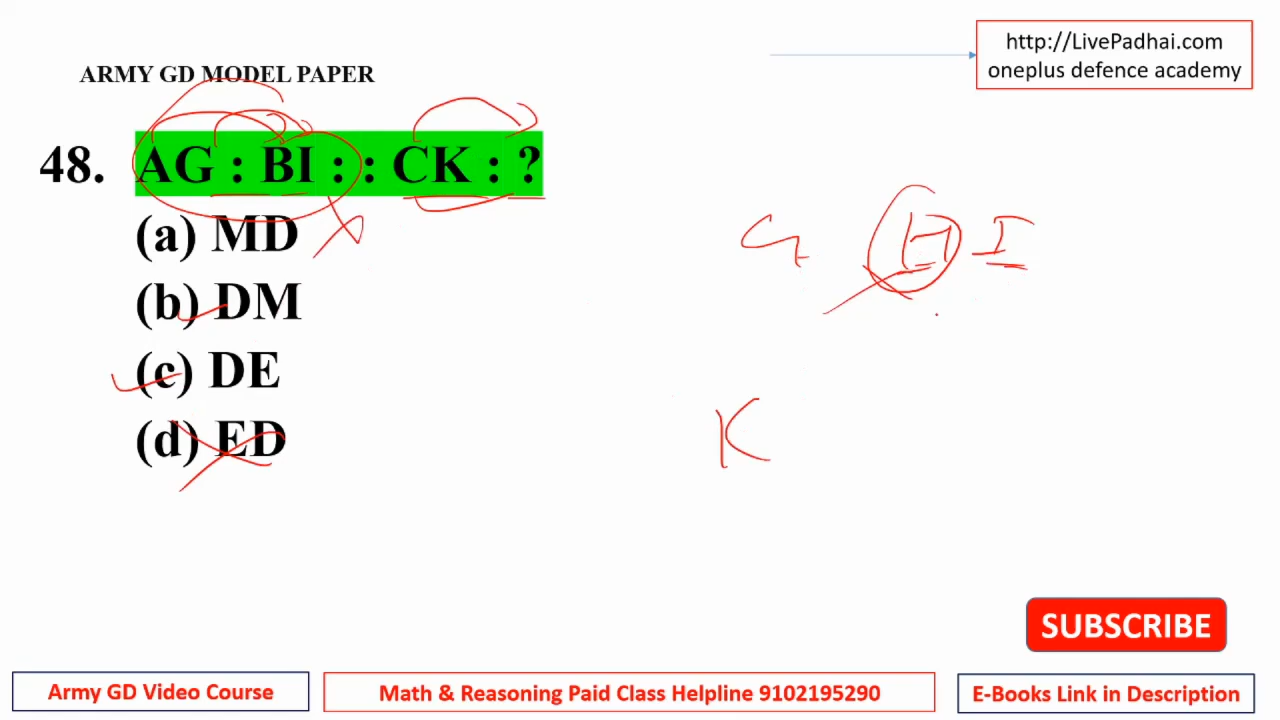 http://LivePadhai.com
oneplus defence academy
ARMY GD MODEL PAPER
48. AG : BI : : CK : ?
(a) MD
(b) DM
(c) DE
(d) ED
G H I
K
SUBSCRIBE
Army GD Video Course
Math & Reasoning Paid Class Helpline 9102195290
E-Books Link in Description